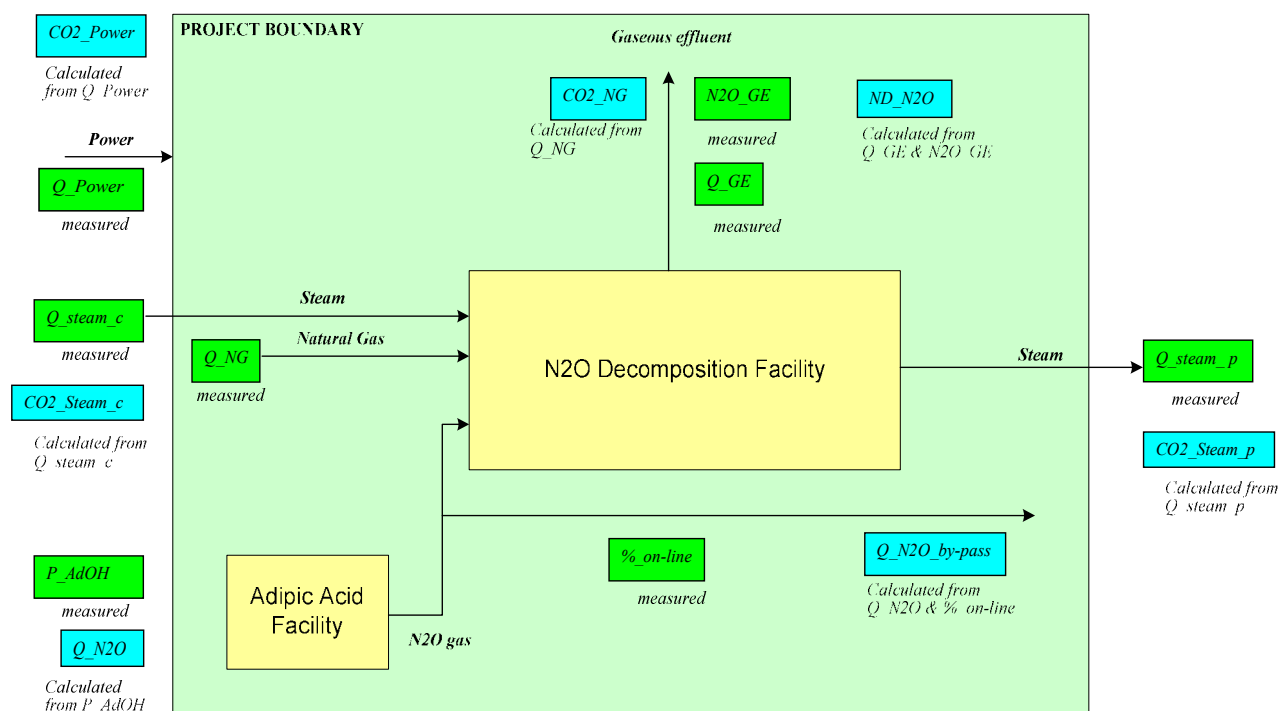 CO2_Power
Calculated
from Q_Power
Power
Q_Power
measured
PROJECT BOUNDARY
Gaseous effluent
CO2_NG
Calculated from
Q_NG
N2O_GE
measured
Q_GE
measured
ND_N2O
Calculated from
Q_GE & N2O_GE
Q_steam_c
measured
CO2_Steam_c
Calculated from
Q_steam_c
Steam
Natural Gas
Q_NG
measured
N2O Decomposition Facility
Steam
Q_steam_p
measured
CO2_Steam_p
Calculated from
Q_steam_p
P_AdOH
measured
Q_N2O
Calculated
from P_AdOH
Adipic Acid
Facility
N2O gas
%_on-line
measured
Q_N2O_by-pass
Calculated from
Q_N2O & %_on-line